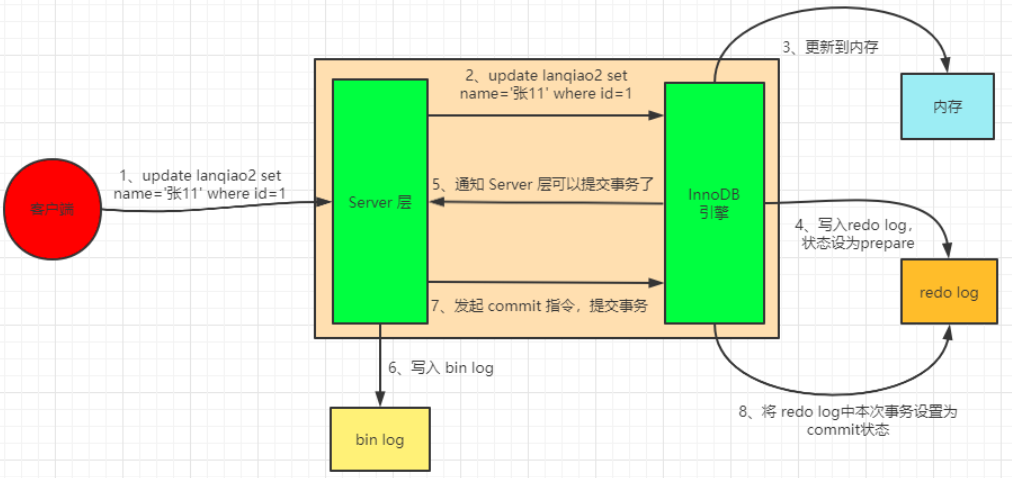 1、update lanqiao2 set
name='张11' where id=1
客户端
Server 层
2、update lanqiao2 set
name='张11' where id=1
5、通知 Server 层可以提交事务了
7、发起 commit 指令，提交事务
InnoDB
引擎
3、更新到内存
内存
4、写入redo log，
状态设为prepare
redo log
6、写入 bin log
bin log
8、将 redo log中本次事务设置为
commit状态